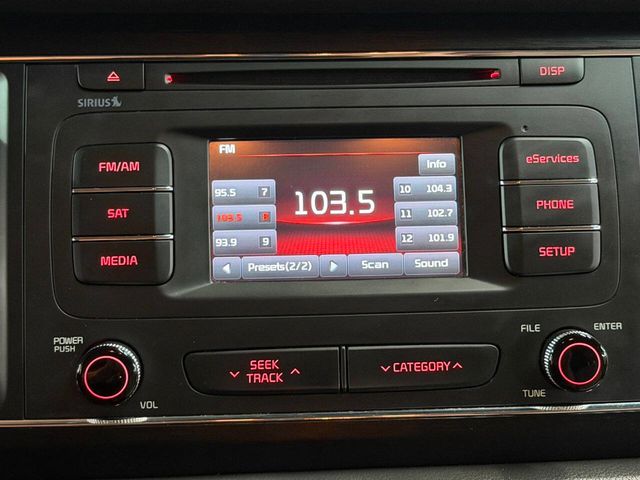 DISP
SIRIUS
FM
Info
FM/AM
SAT
MEDIA
95.5 7
103.5 8
93.9 9
103.5
10 104.3
11 102.7
12 101.9
Presets(2/2)
Scan
Sound
eServices
PHONE
SETUP
POWER
PUSH
VOL
SEEK
TRACK
CATEGORY
FILE
ENTER
TUNE